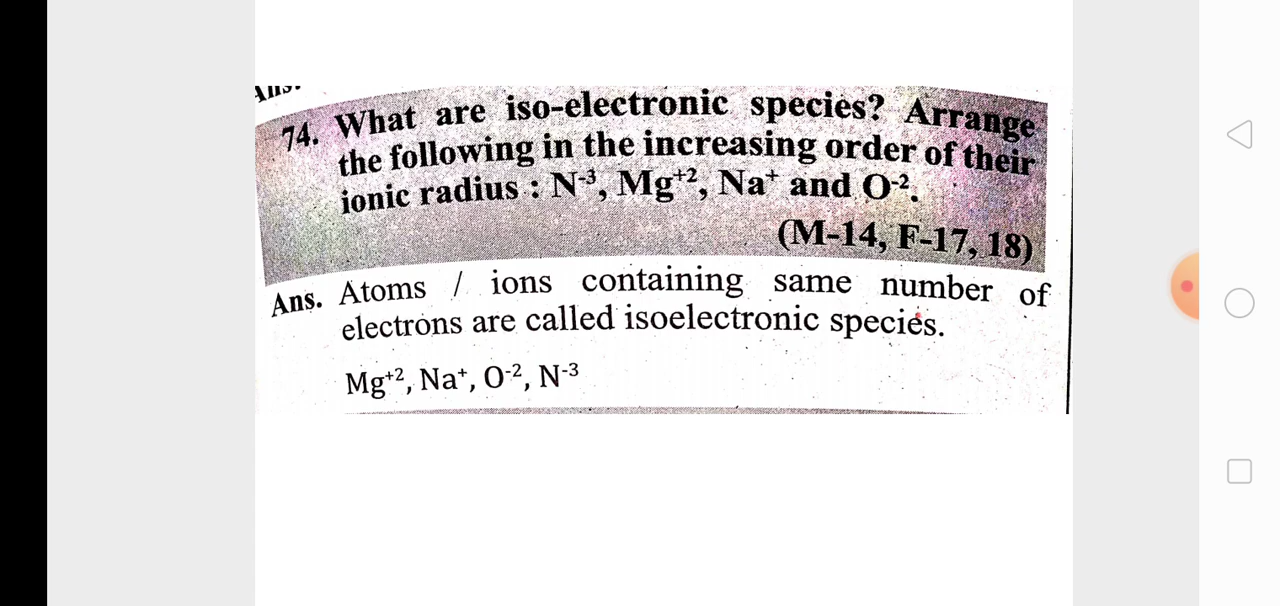 74. What are iso-electronic species? Arrange
the following in the increasing order of their
ionic radius : N⁻³, Mg⁺², Na⁺ and O⁻².
(M-14, F-17, 18)
Ans. Atoms / ions containing same number of
electrons are called isoelectronic species.
Mg⁺², Na⁺, O⁻², N⁻³